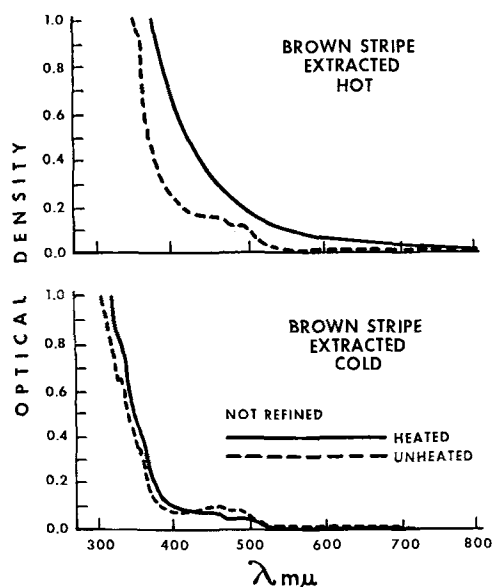 BROWN STRIPE
EXTRACTED
HOT
1.0
0.8
0.6
0.4
0.2
0.0
OPTICAL DENSITY
BROWN STRIPE
EXTRACTED
COLD
NOT REFINED
HEATED
UNHEATED
1.0
0.8
0.6
0.4
0.2
0.0
300 400 500 600 700 800
λ mμ